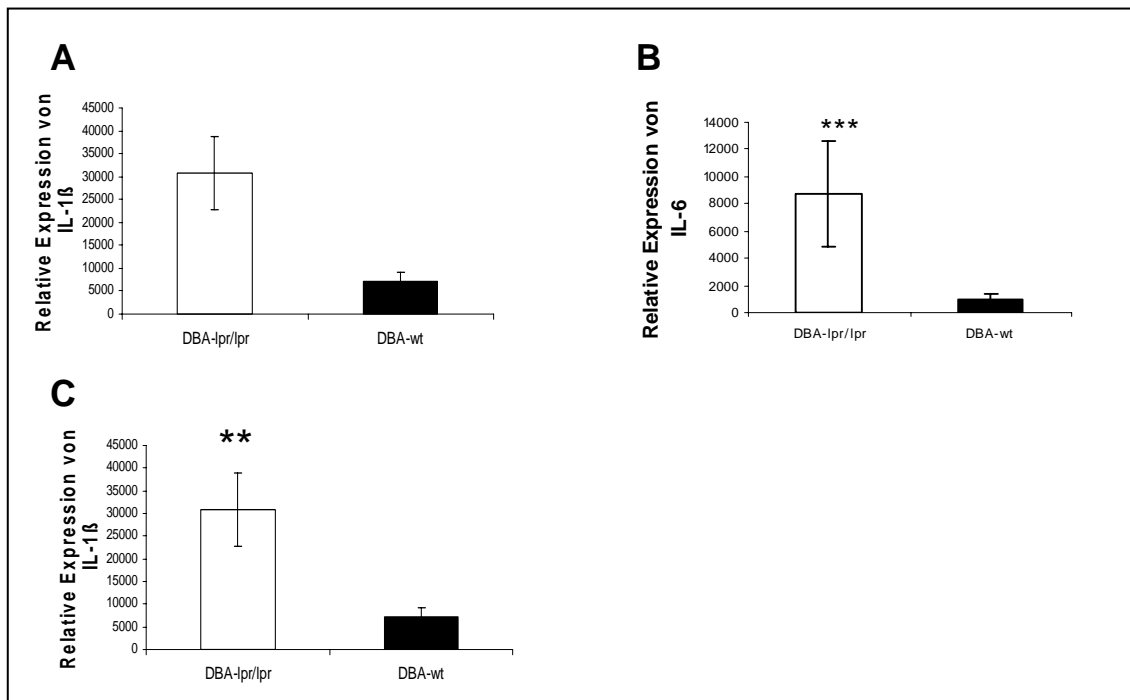 A
Relative Expression von
IL-1ß
45000
40000
35000
30000
25000
20000
15000
10000
5000
0
DBA-lpr/lpr
DBA-wt
B
Relative Expression von
IL-6
***
14000
12000
10000
8000
6000
4000
2000
0
DBA-lpr/lpr
DBA-wt
C
Relative Expression von
IL-1ß
**
45000
40000
35000
30000
25000
20000
15000
10000
5000
0
DBA-lpr/lpr
DBA-wt